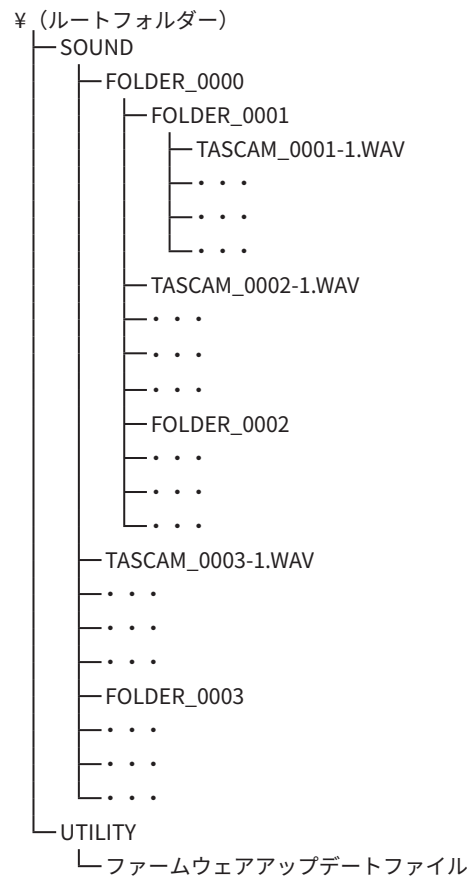 ¥（ルートフォルダー）
SOUND
FOLDER_0000
FOLDER_0001
TASCAM_0001-1.WAV
・・・
・・・
・・・
TASCAM_0002-1.WAV
・・・
・・・
・・・
FOLDER_0002
・・・
・・・
・・・
TASCAM_0003-1.WAV
・・・
・・・
・・・
FOLDER_0003
・・・
・・・
・・・
UTILITY
ファームウェアアップデートファイル